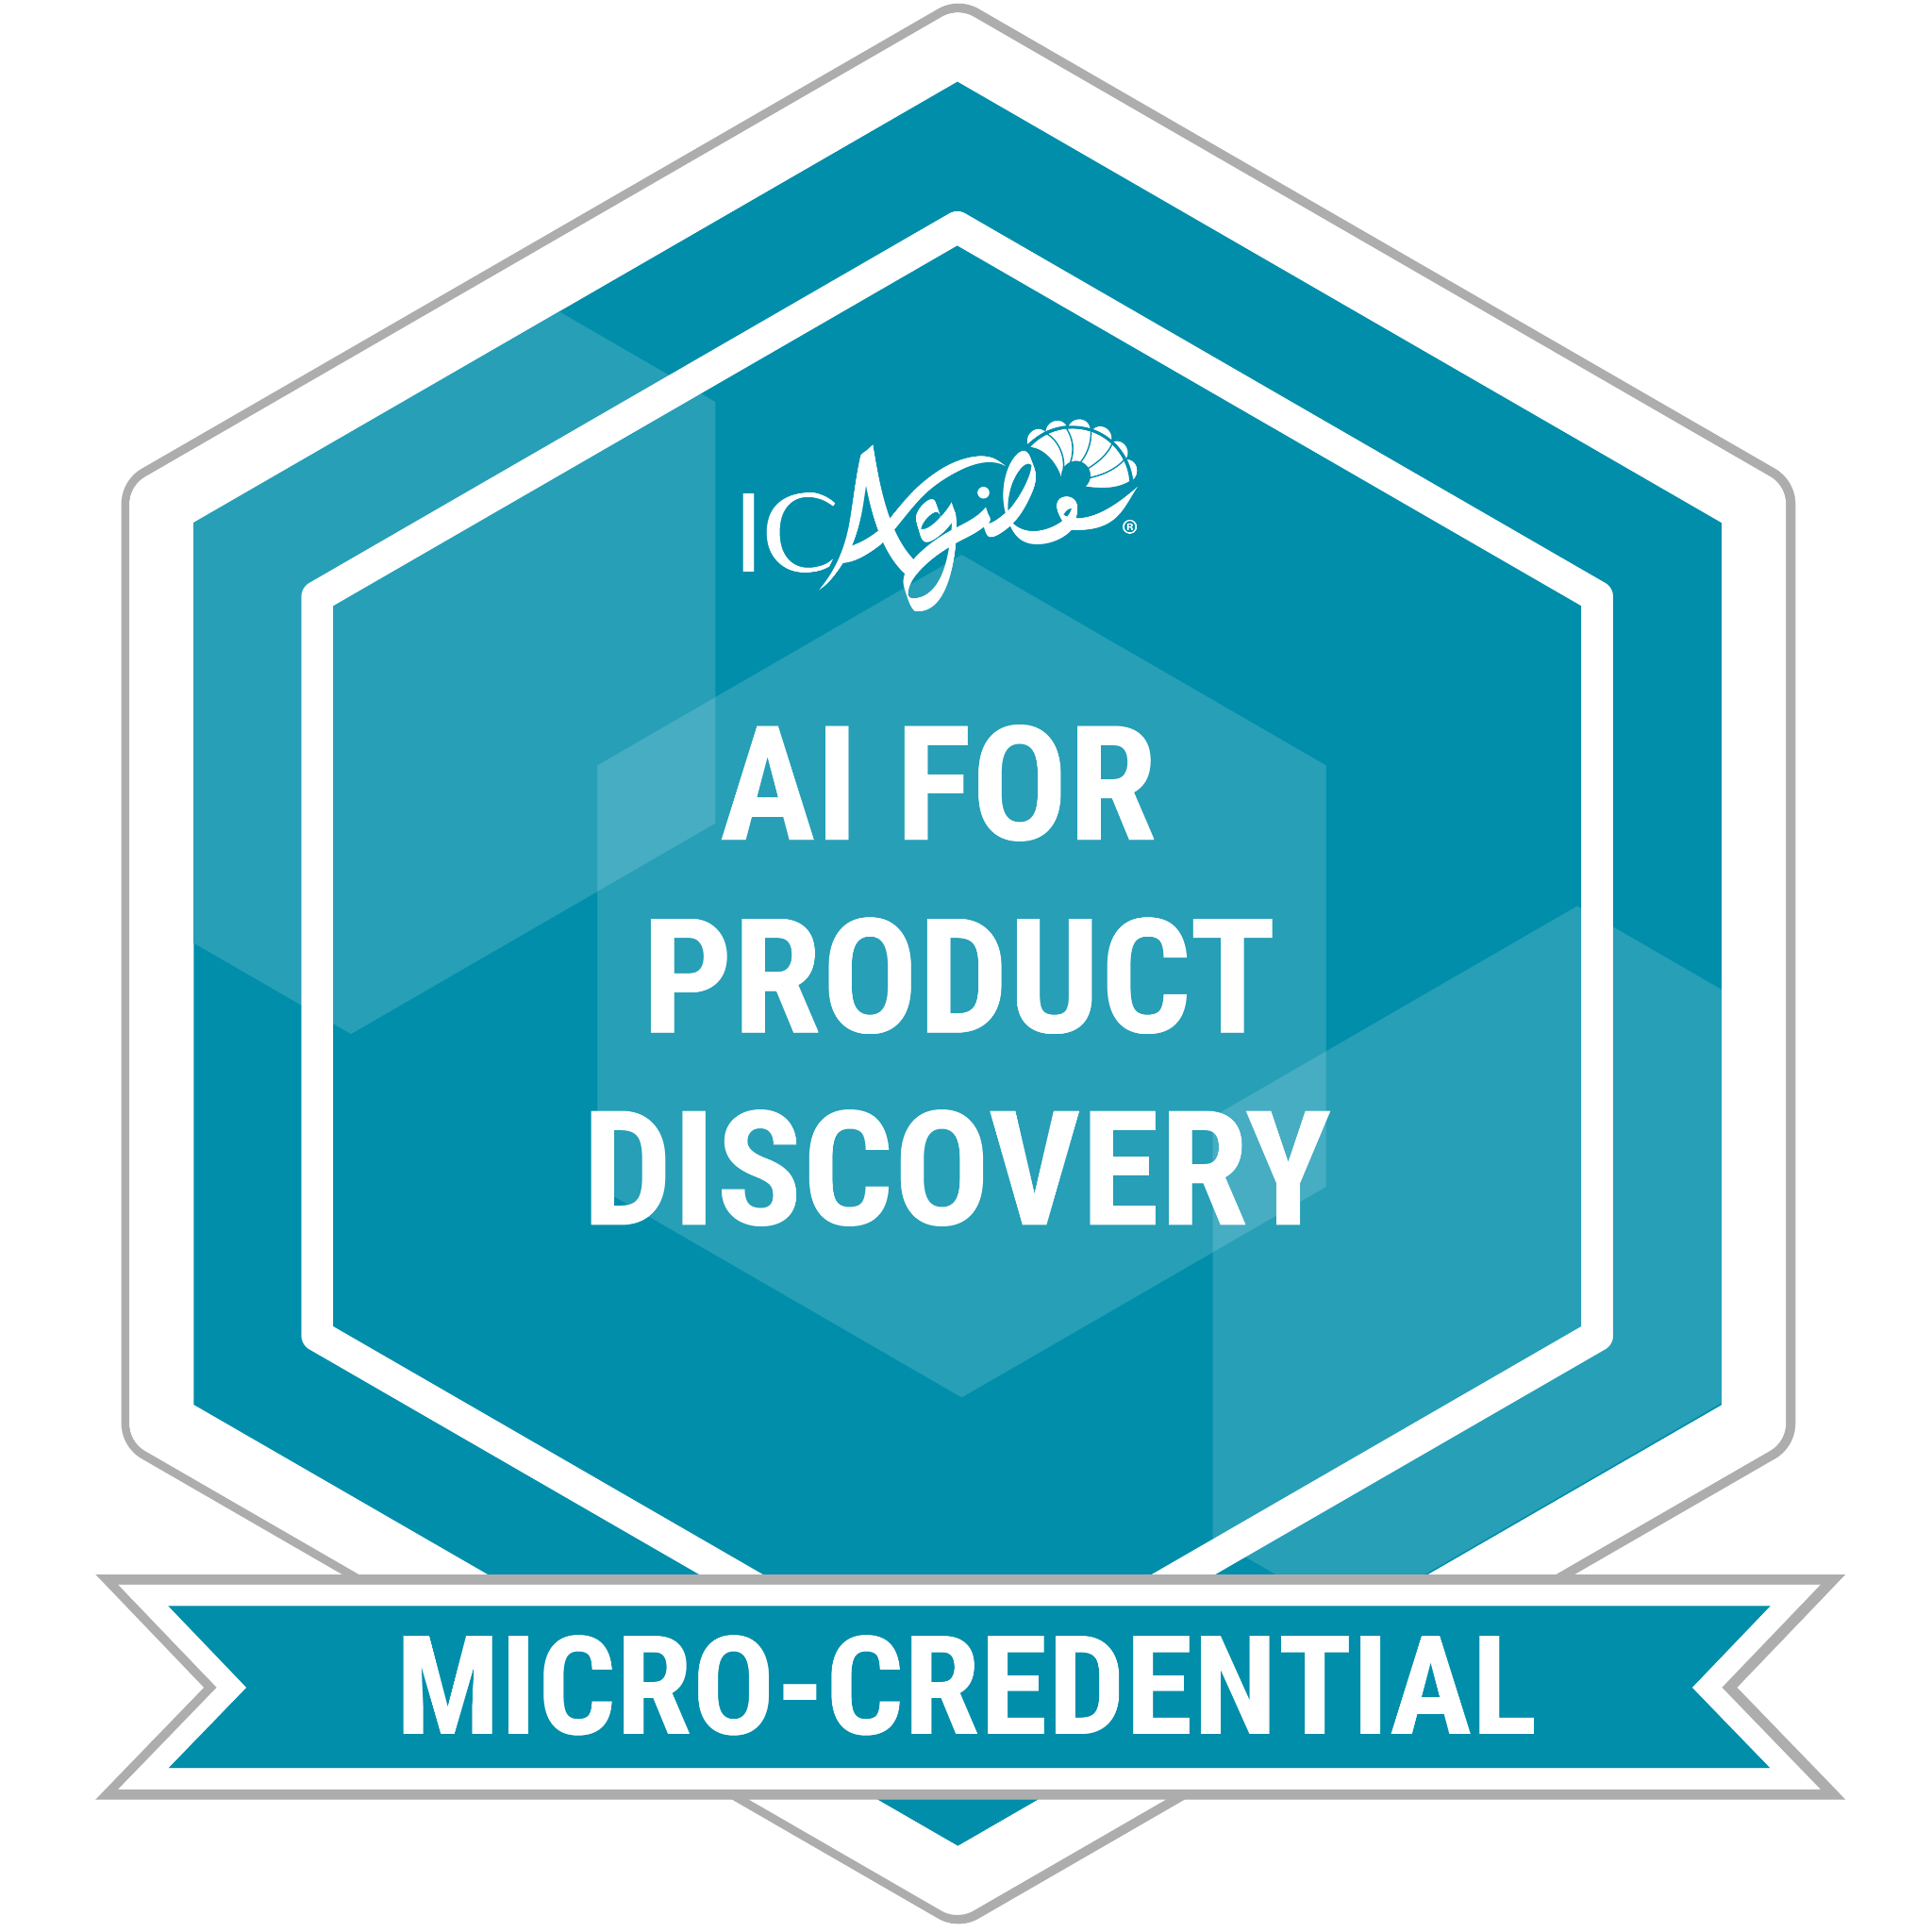 ICAgile®
AI FOR
PRODUCT
DISCOVERY
MICRO-CREDENTIAL